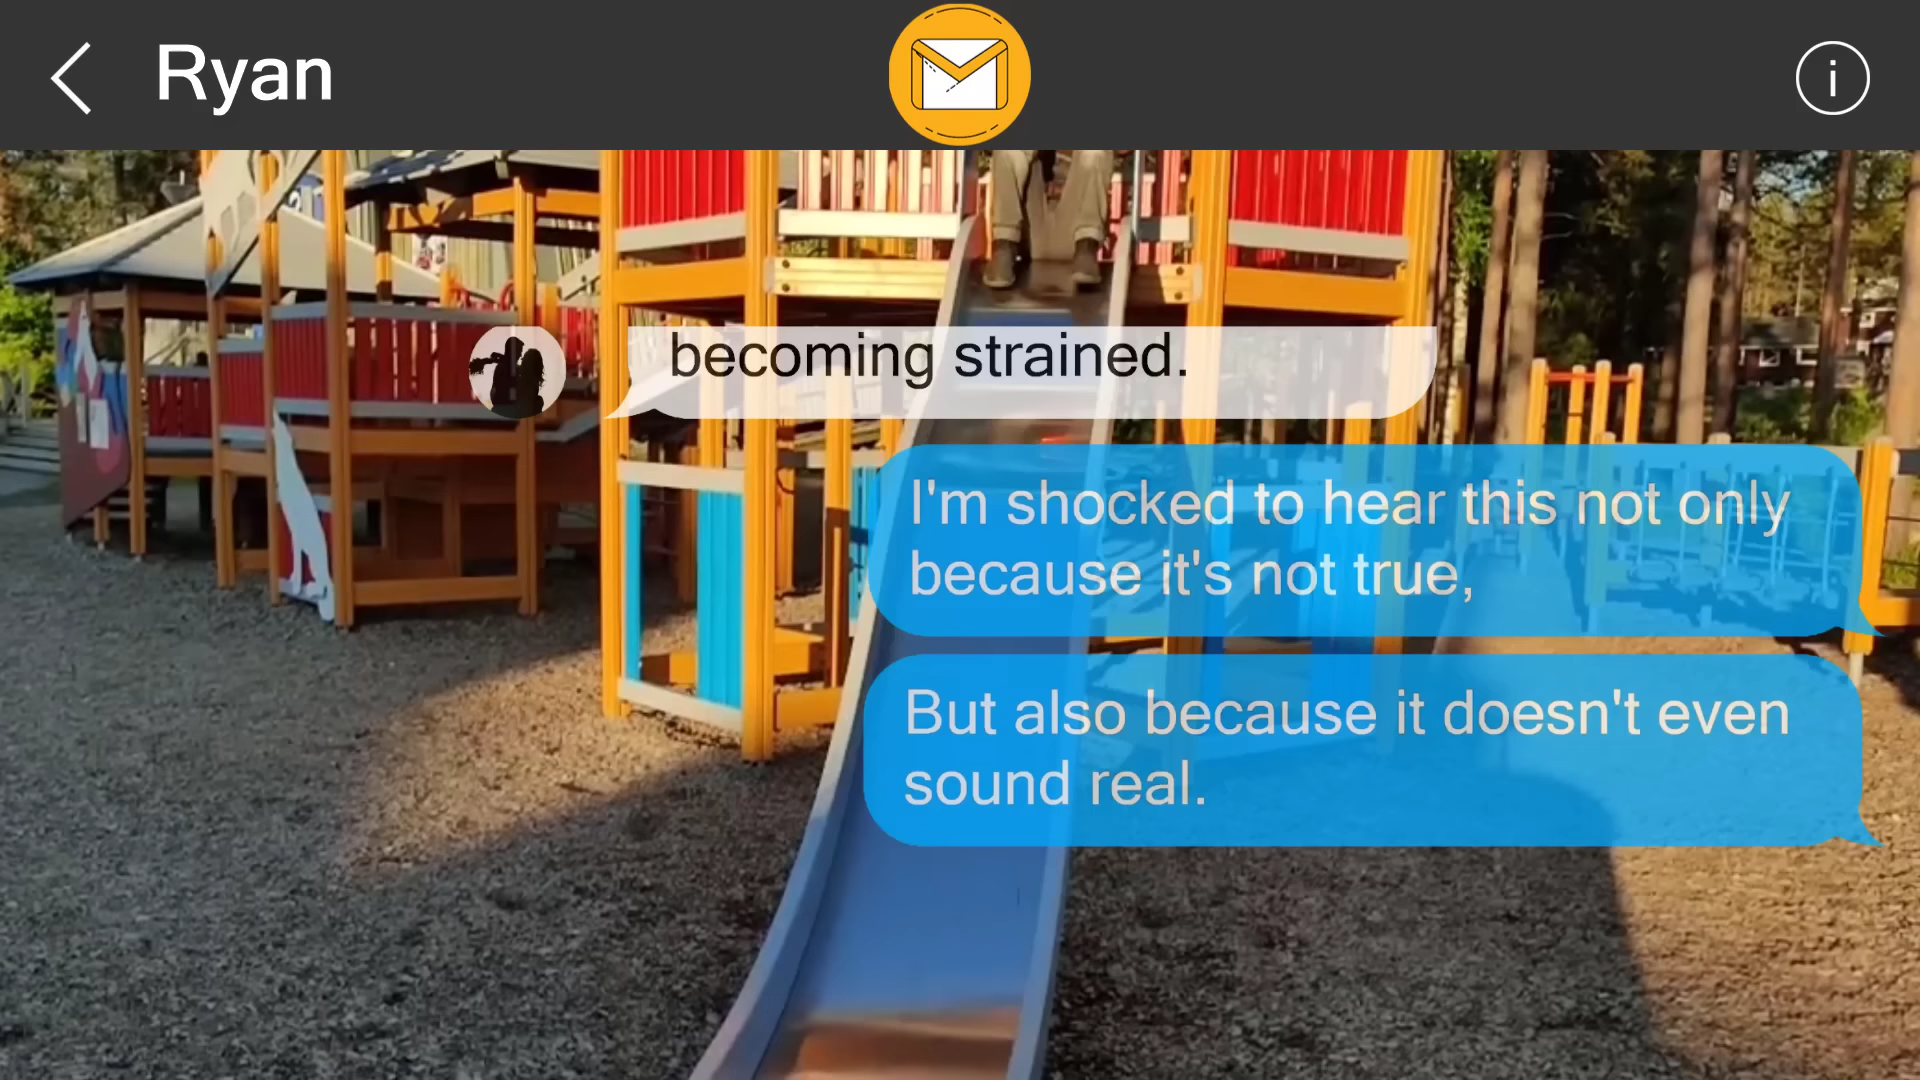 Ryan
becoming strained.
I'm shocked to hear this not only
because it's not true,
But also because it doesn't even
sound real.